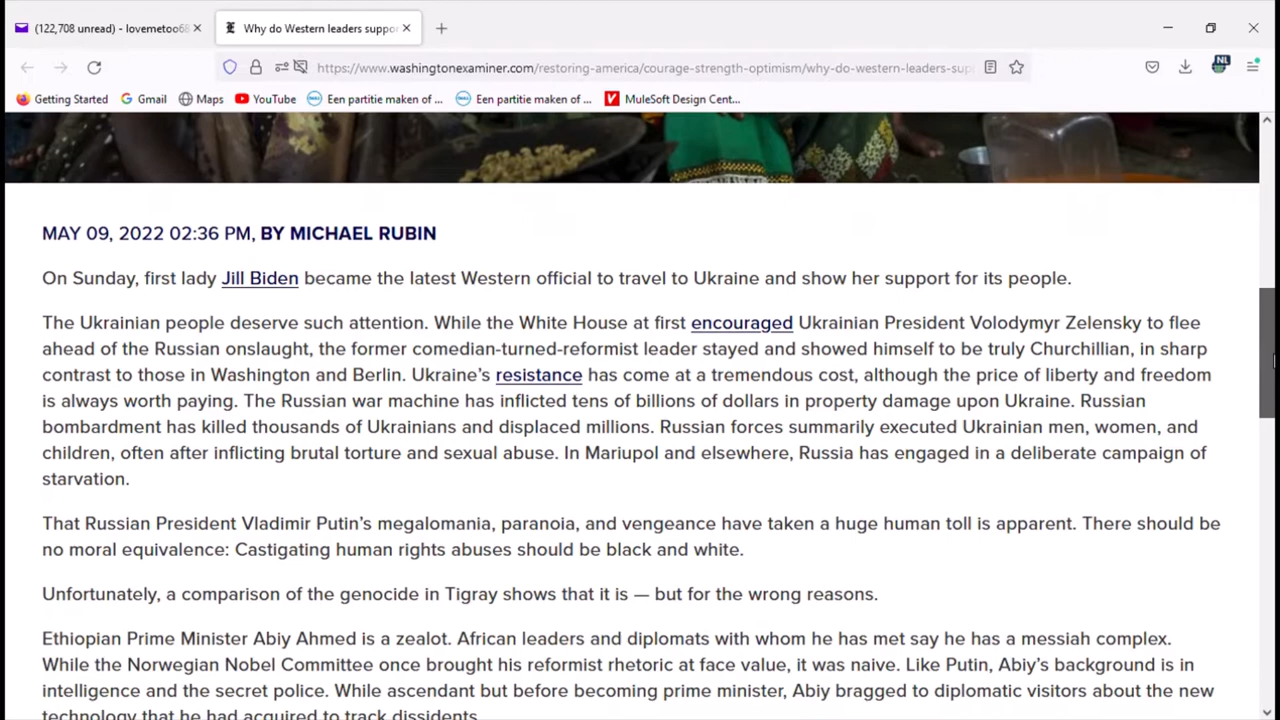 (122,708 unread) - lovemetoo68
Why do Western leaders suppo
https://www.washingtonexaminer.com/restoring-america/courage-strength-optimism/why-do-western-leaders-sup
NL
Getting Started
Gmail
Maps
YouTube
Een partitie maken of ...
Een partitie maken of ...
MuleSoft Design Cent...
MAY 09, 2022 02:36 PM, BY MICHAEL RUBIN
On Sunday, first lady Jill Biden became the latest Western official to travel to Ukraine and show her support for its people.
The Ukrainian people deserve such attention. While the White House at first encouraged Ukrainian President Volodymyr Zelensky to flee
ahead of the Russian onslaught, the former comedian-turned-reformist leader stayed and showed himself to be truly Churchillian, in sharp
contrast to those in Washington and Berlin. Ukraine’s resistance has come at a tremendous cost, although the price of liberty and freedom
is always worth paying. The Russian war machine has inflicted tens of billions of dollars in property damage upon Ukraine. Russian
bombardment has killed thousands of Ukrainians and displaced millions. Russian forces summarily executed Ukrainian men, women, and
children, often after inflicting brutal torture and sexual abuse. In Mariupol and elsewhere, Russia has engaged in a deliberate campaign of
starvation.
That Russian President Vladimir Putin’s megalomania, paranoia, and vengeance have taken a huge human toll is apparent. There should be
no moral equivalence: Castigating human rights abuses should be black and white.
Unfortunately, a comparison of the genocide in Tigray shows that it is — but for the wrong reasons.
Ethiopian Prime Minister Abiy Ahmed is a zealot. African leaders and diplomats with whom he has met say he has a messiah complex.
While the Norwegian Nobel Committee once brought his reformist rhetoric at face value, it was naive. Like Putin, Abiy’s background is in
intelligence and the secret police. While ascendant but before becoming prime minister, Abiy bragged to diplomatic visitors about the new
technology that he had acquired to track dissidents.